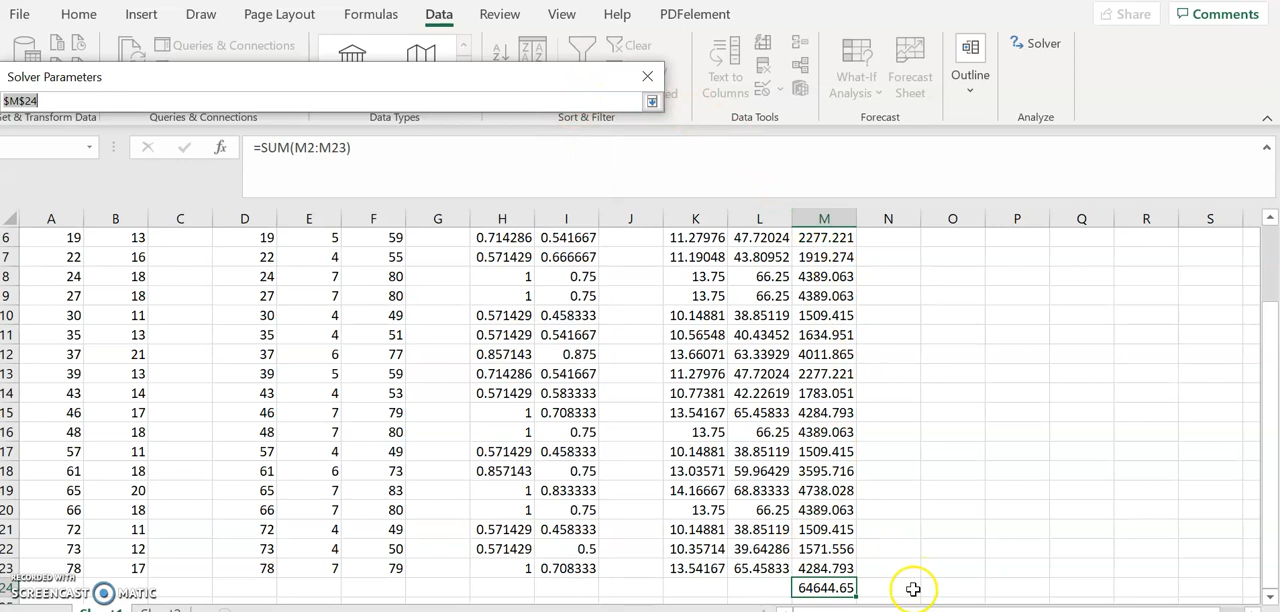 File Home Insert Draw Page Layout Formulas Data Review View Help PDFelement Share Comments
Queries & Connections Clear Solver
Solver Parameters
Text to Columns What-If Analysis Forecast Sheet Outline
$M$24
Get & Transform Data Queries & Connections Data Types Sort & Filter Data Tools Forecast Analyze
fx =SUM(M2:M23)
A B C D E F G H I J K L M N O P Q R S
6 19 13 19 5 59 0.714286 0.541667 11.27976 47.72024 2277.221
7 22 16 22 4 55 0.571429 0.666667 11.19048 43.80952 1919.274
8 24 18 24 7 80 1 0.75 13.75 66.25 4389.063
9 27 18 27 7 80 1 0.75 13.75 66.25 4389.063
10 30 11 30 4 49 0.571429 0.458333 10.14881 38.85119 1509.415
11 35 13 35 4 51 0.571429 0.541667 10.56548 40.43452 1634.951
12 37 21 37 6 77 0.857143 0.875 13.66071 63.33929 4011.865
13 39 13 39 5 59 0.714286 0.541667 11.27976 47.72024 2277.221
14 43 14 43 4 53 0.571429 0.583333 10.77381 42.22619 1783.051
15 46 17 46 7 79 1 0.708333 13.54167 65.45833 4284.793
16 48 18 48 7 80 1 0.75 13.75 66.25 4389.063
17 57 11 57 4 49 0.571429 0.458333 10.14881 38.85119 1509.415
18 61 18 61 6 73 0.857143 0.75 13.03571 59.96429 3595.716
19 65 20 65 7 83 1 0.833333 14.16667 68.83333 4738.028
20 66 18 66 7 80 1 0.75 13.75 66.25 4389.063
21 72 11 72 4 49 0.571429 0.458333 10.14881 38.85119 1509.415
22 73 12 73 4 50 0.571429 0.5 10.35714 39.64286 1571.556
23 78 17 78 7 79 1 0.708333 13.54167 65.45833 4284.793
RECORDED WITH
24 64644.65
SCREENCAST MATIC